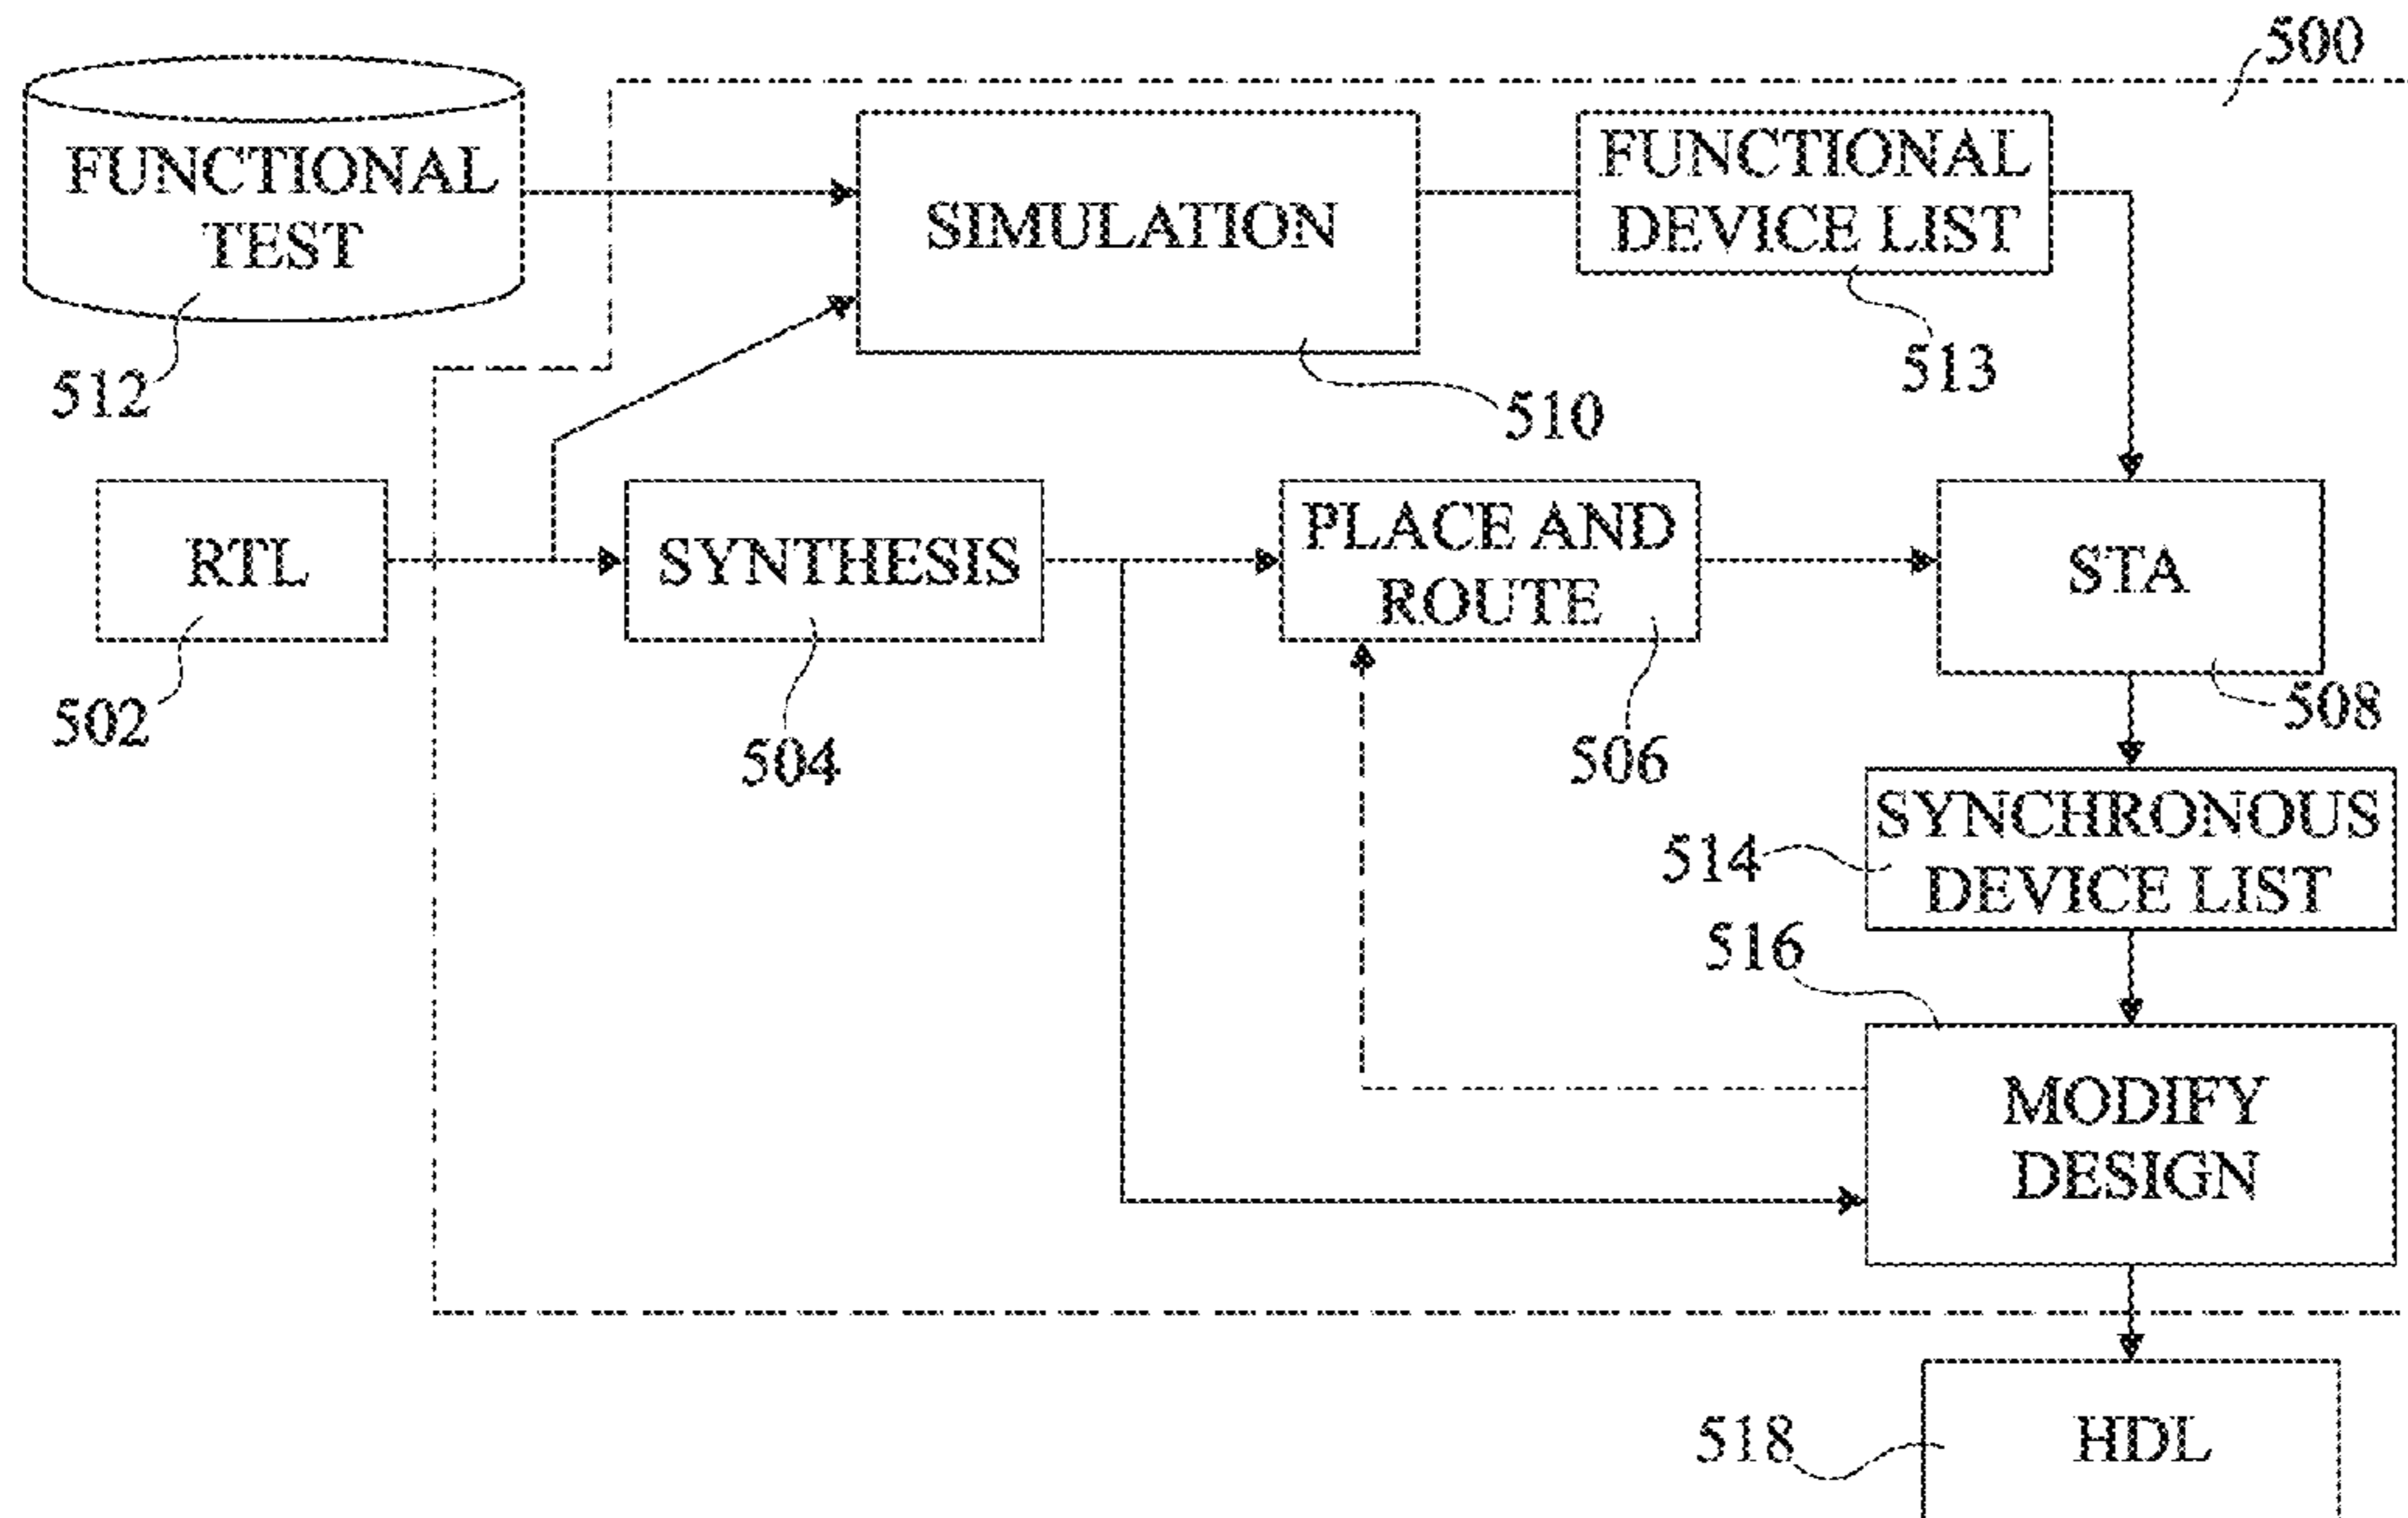 500
FUNCTIONAL
TEST
512
SIMULATION
510
FUNCTIONAL
DEVICE LIST
513
RTL
502
SYNTHESIS
504
PLACE AND
ROUTE
506
STA
508
SYNCHRONOUS
DEVICE LIST
514
516
MODIFY
DESIGN
518
HDL